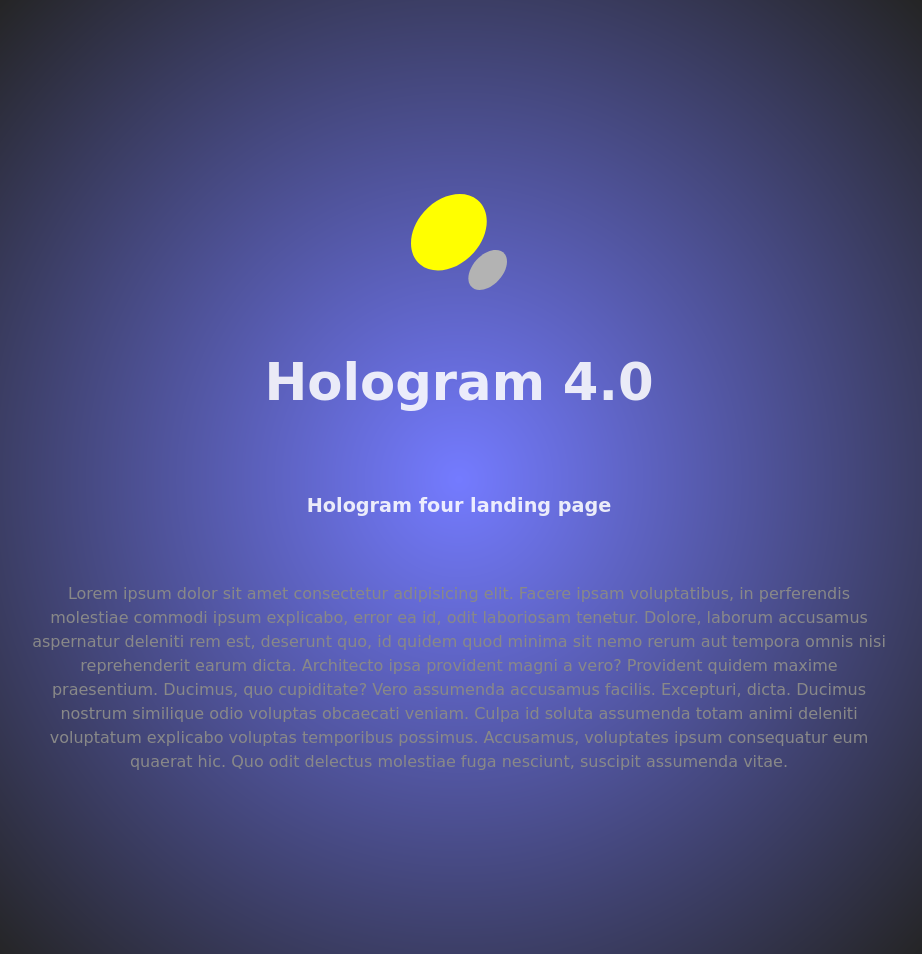 Hologram 4.0
Hologram four landing page
Lorem ipsum dolor sit amet consectetur adipisicing elit. Facere ipsam voluptatibus, in perferendis
molestiae commodi ipsum explicabo, error ea id, odit laboriosam tenetur. Dolore, laborum accusamus
aspernatur deleniti rem est, deserunt quo, id quidem quod minima sit nemo rerum aut tempora omnis nisi
reprehenderit earum dicta. Architecto ipsa provident magni a vero? Provident quidem maxime
praesentium. Ducimus, quo cupiditate? Vero assumenda accusamus facilis. Excepturi, dicta. Ducimus
nostrum similique odio voluptas obcaecati veniam. Culpa id soluta assumenda totam animi deleniti
voluptatum explicabo voluptas temporibus possimus. Accusamus, voluptates ipsum consequatur eum
quaerat hic. Quo odit delectus molestiae fuga nesciunt, suscipit assumenda vitae.